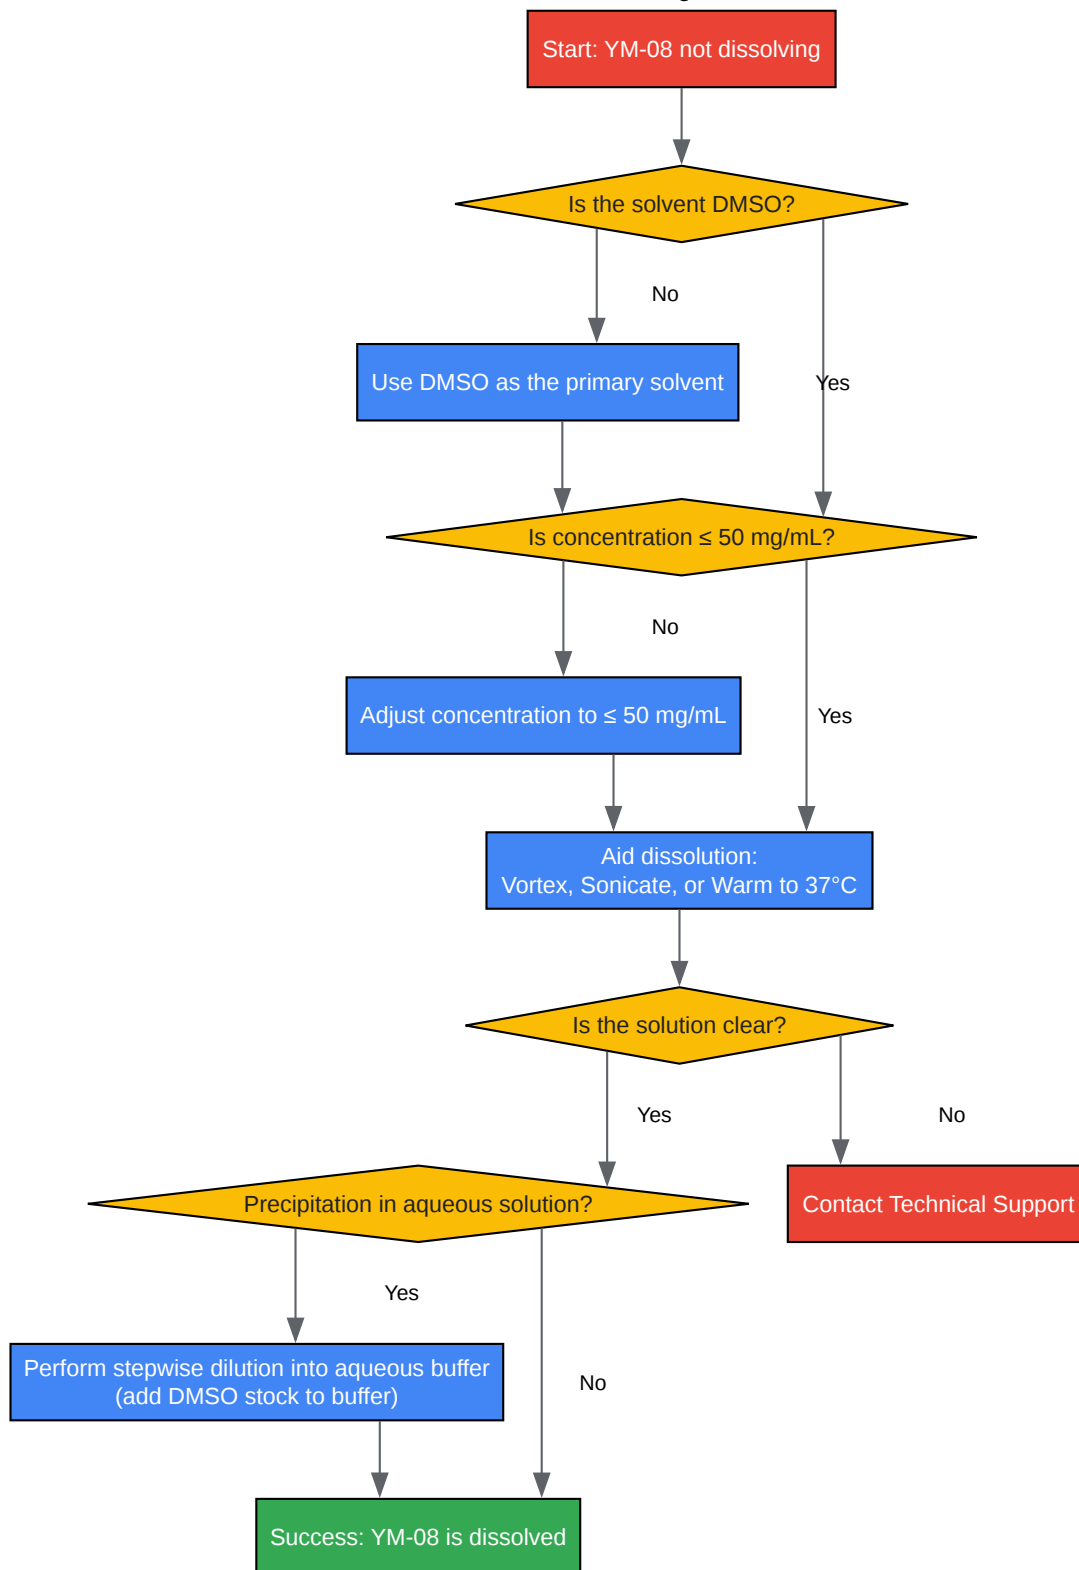 Start: YM-08 not dissolving
Is the solvent DMSO?
No
Use DMSO as the primary solvent
Yes
Is concentration ≤ 50 mg/mL?
No
Adjust concentration to ≤ 50 mg/mL
Yes
Aid dissolution:
Vortex, Sonicate, or Warm to 37°C
Is the solution clear?
Yes
No
Precipitation in aqueous solution?
Contact Technical Support
Yes
Perform stepwise dilution into aqueous buffer
(add DMSO stock to buffer)
No
Success: YM-08 is dissolved